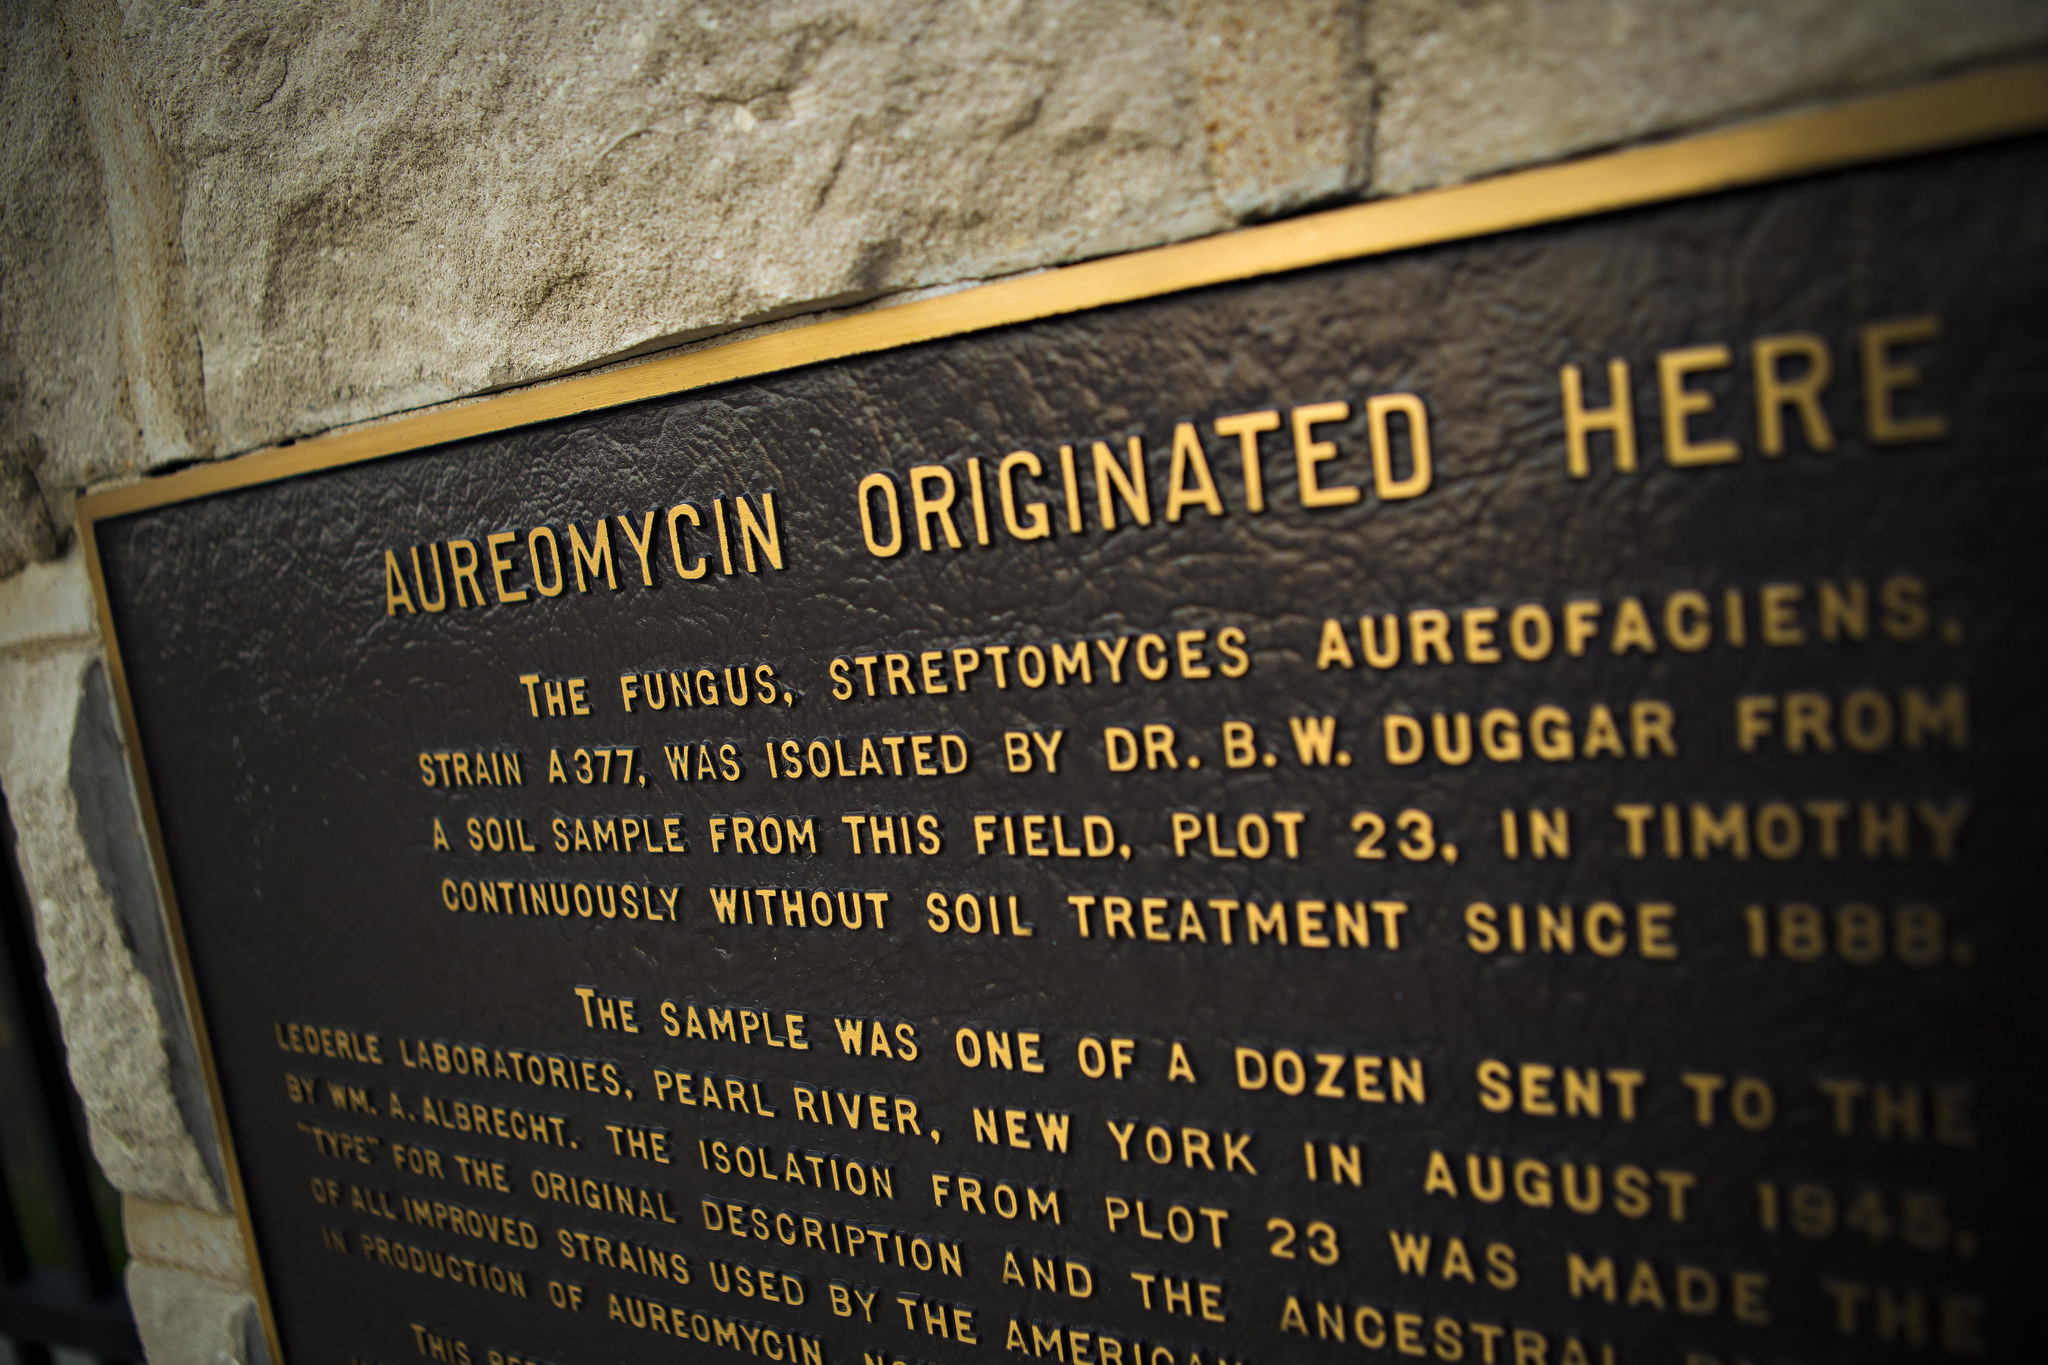 AUREOMYCIN ORIGINATED HERE
THE FUNGUS, STREPTOMYCES AUREOFACIENS,
STRAIN A377, WAS ISOLATED BY DR. B. W. DUGGAR FROM
A SOIL SAMPLE FROM THIS FIELD, PLOT 23, IN TIMOTHY
CONTINUOUSLY WITHOUT SOIL TREATMENT SINCE 1888.
THE SAMPLE WAS ONE OF A DOZEN SENT TO THE
LEDERLE LABORATORIES, PEARL RIVER, NEW YORK IN AUGUST 1945,
BY WM. A. ALBRECHT. THE ISOLATION FROM PLOT 23 WAS MADE THE
"TYPE" FOR THE ORIGINAL DESCRIPTION AND THE ANCESTRAL
OF ALL IMPROVED STRAINS USED BY THE AMERICAN
IN PRODUCTION OF AUREOMYCIN
THIS